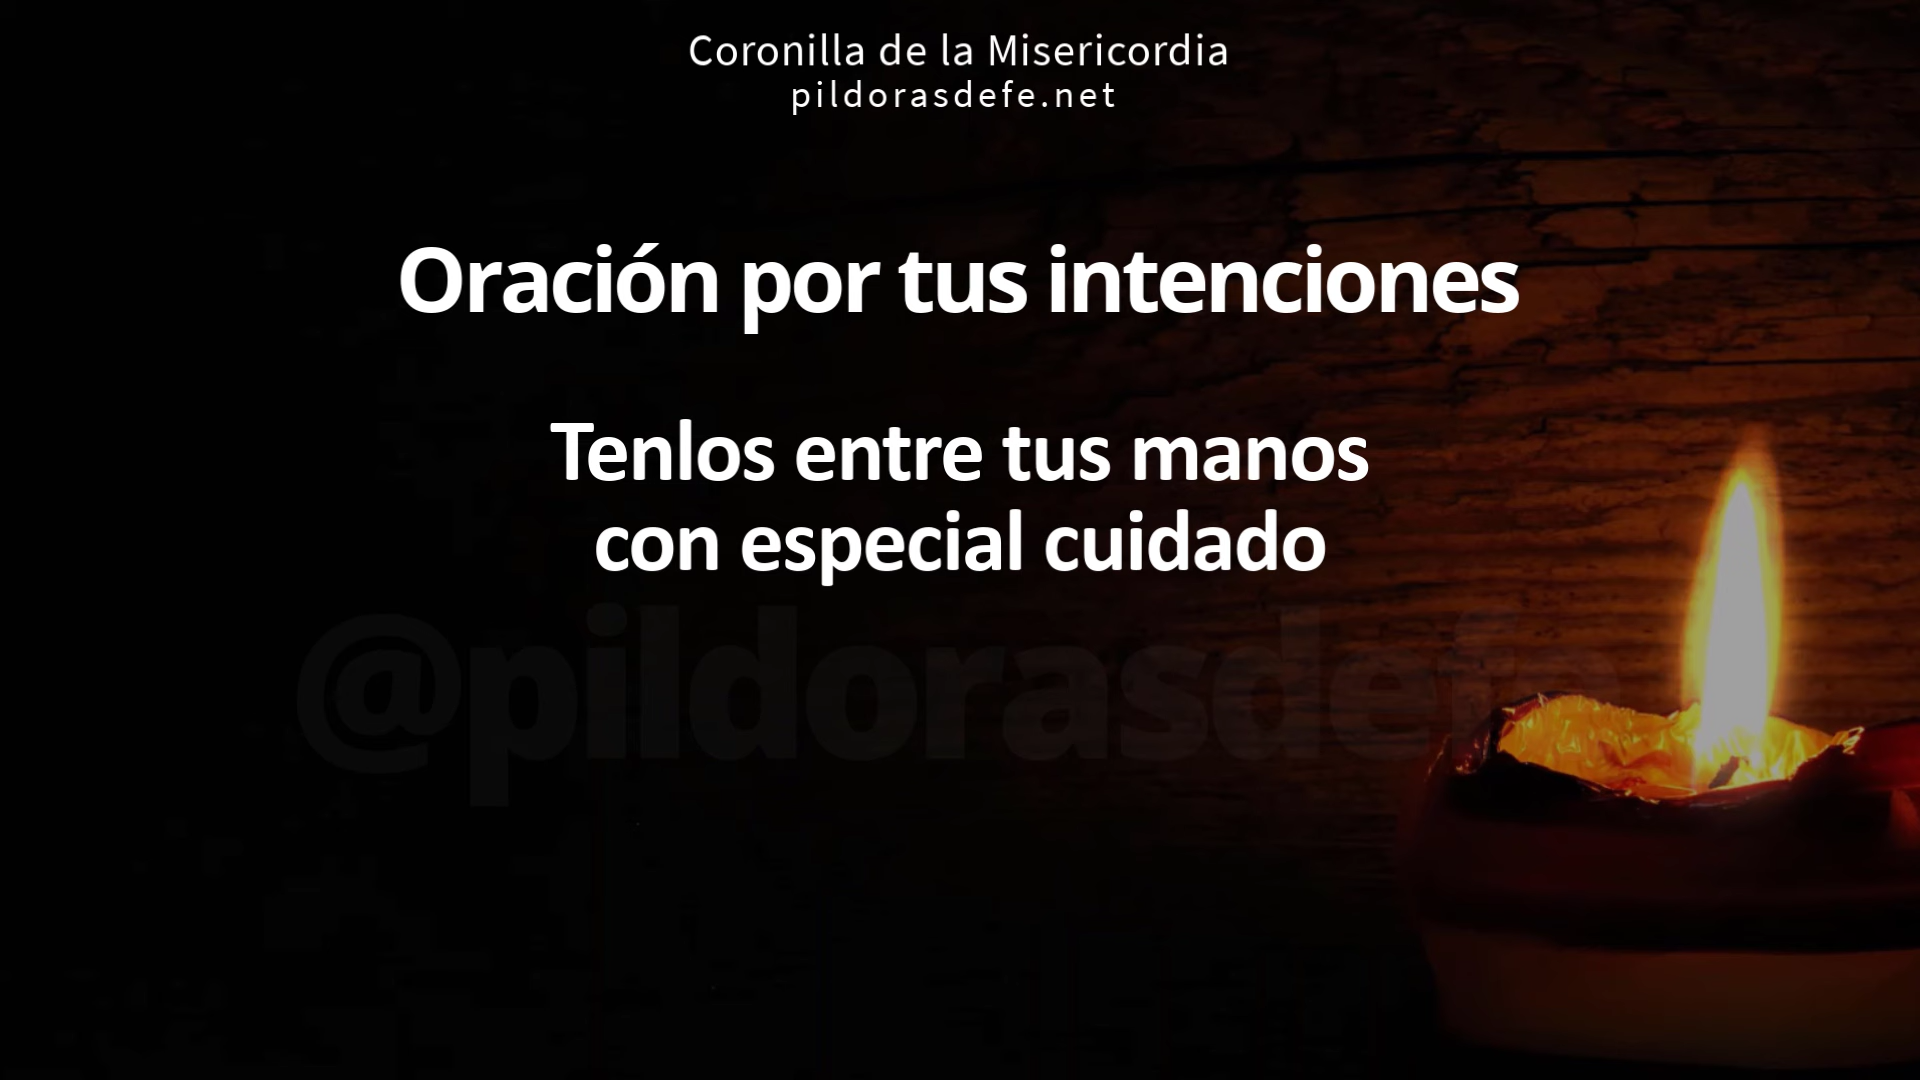 Coronilla de la Misericordia
pildorasdefe.net
Oración por tus intenciones
Tenlos entre tus manos
con especial cuidado
@pildorasdefe